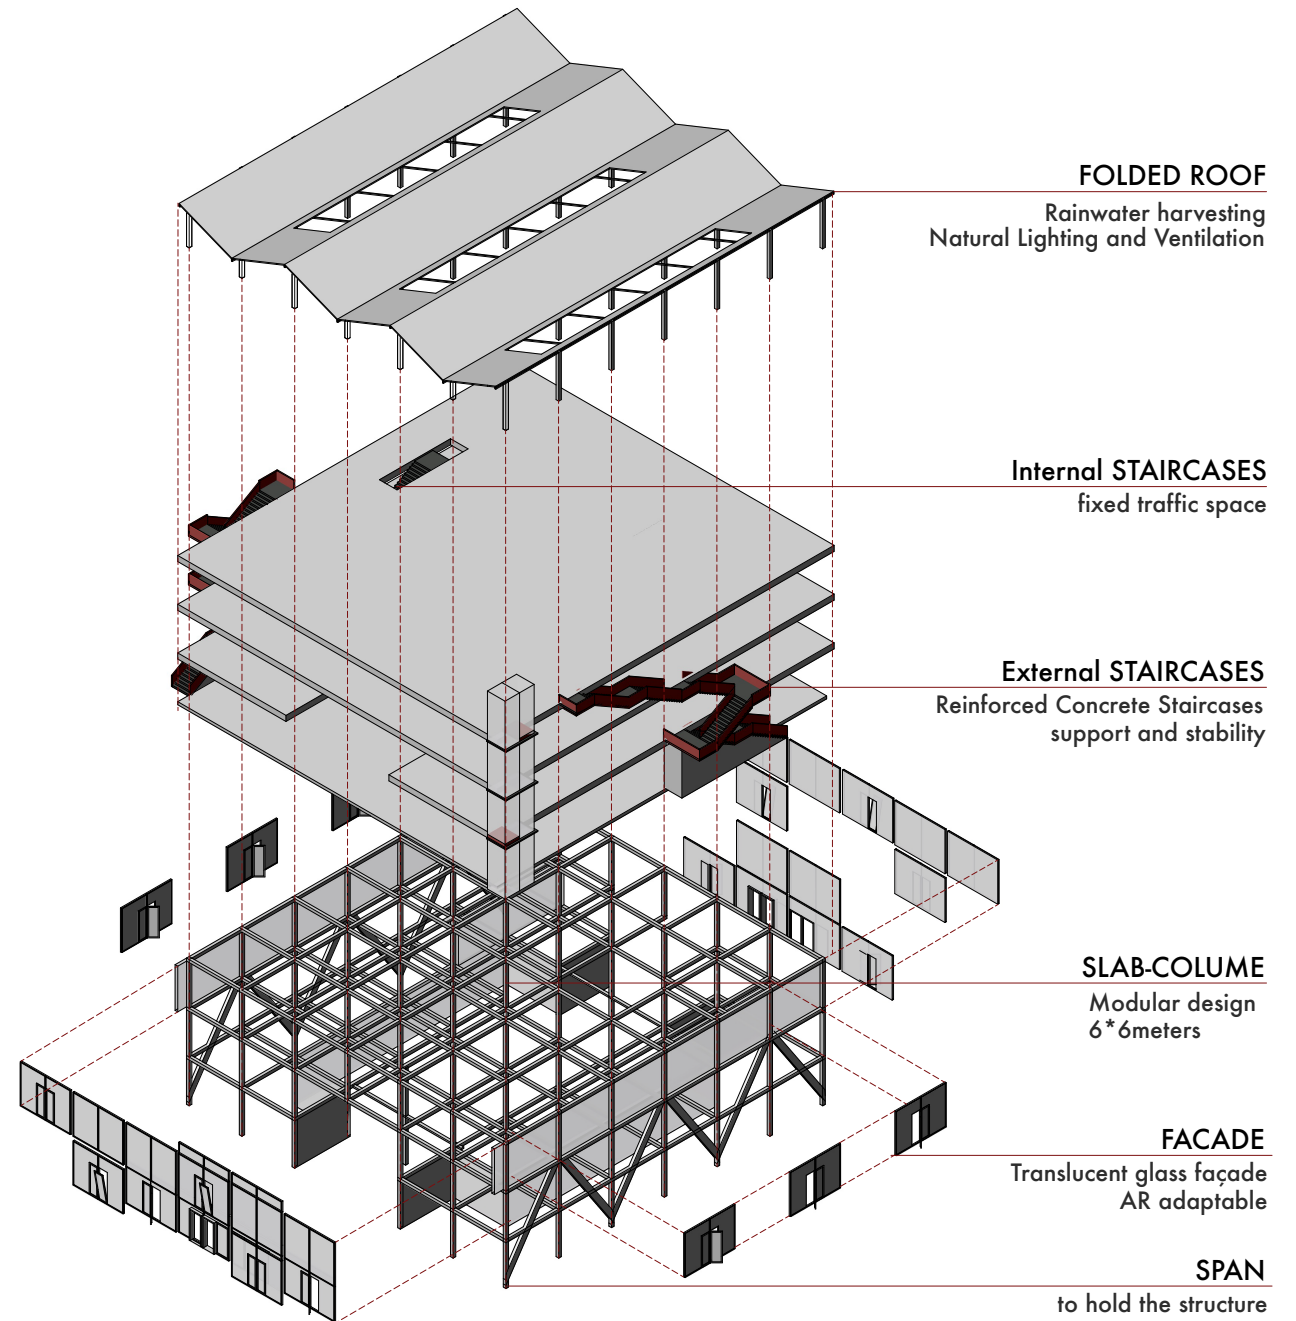 FOLDED ROOF
Rainwater harvesting
Natural Lighting and Ventilation
Internal STAIRCASES
fixed traffic space
External STAIRCASES
Reinforced Concrete Staircases
support and stability
SLAB-COLUME
Modular design
6*6meters
FACADE
Translucent glass façade
AR adaptable
SPAN
to hold the structure